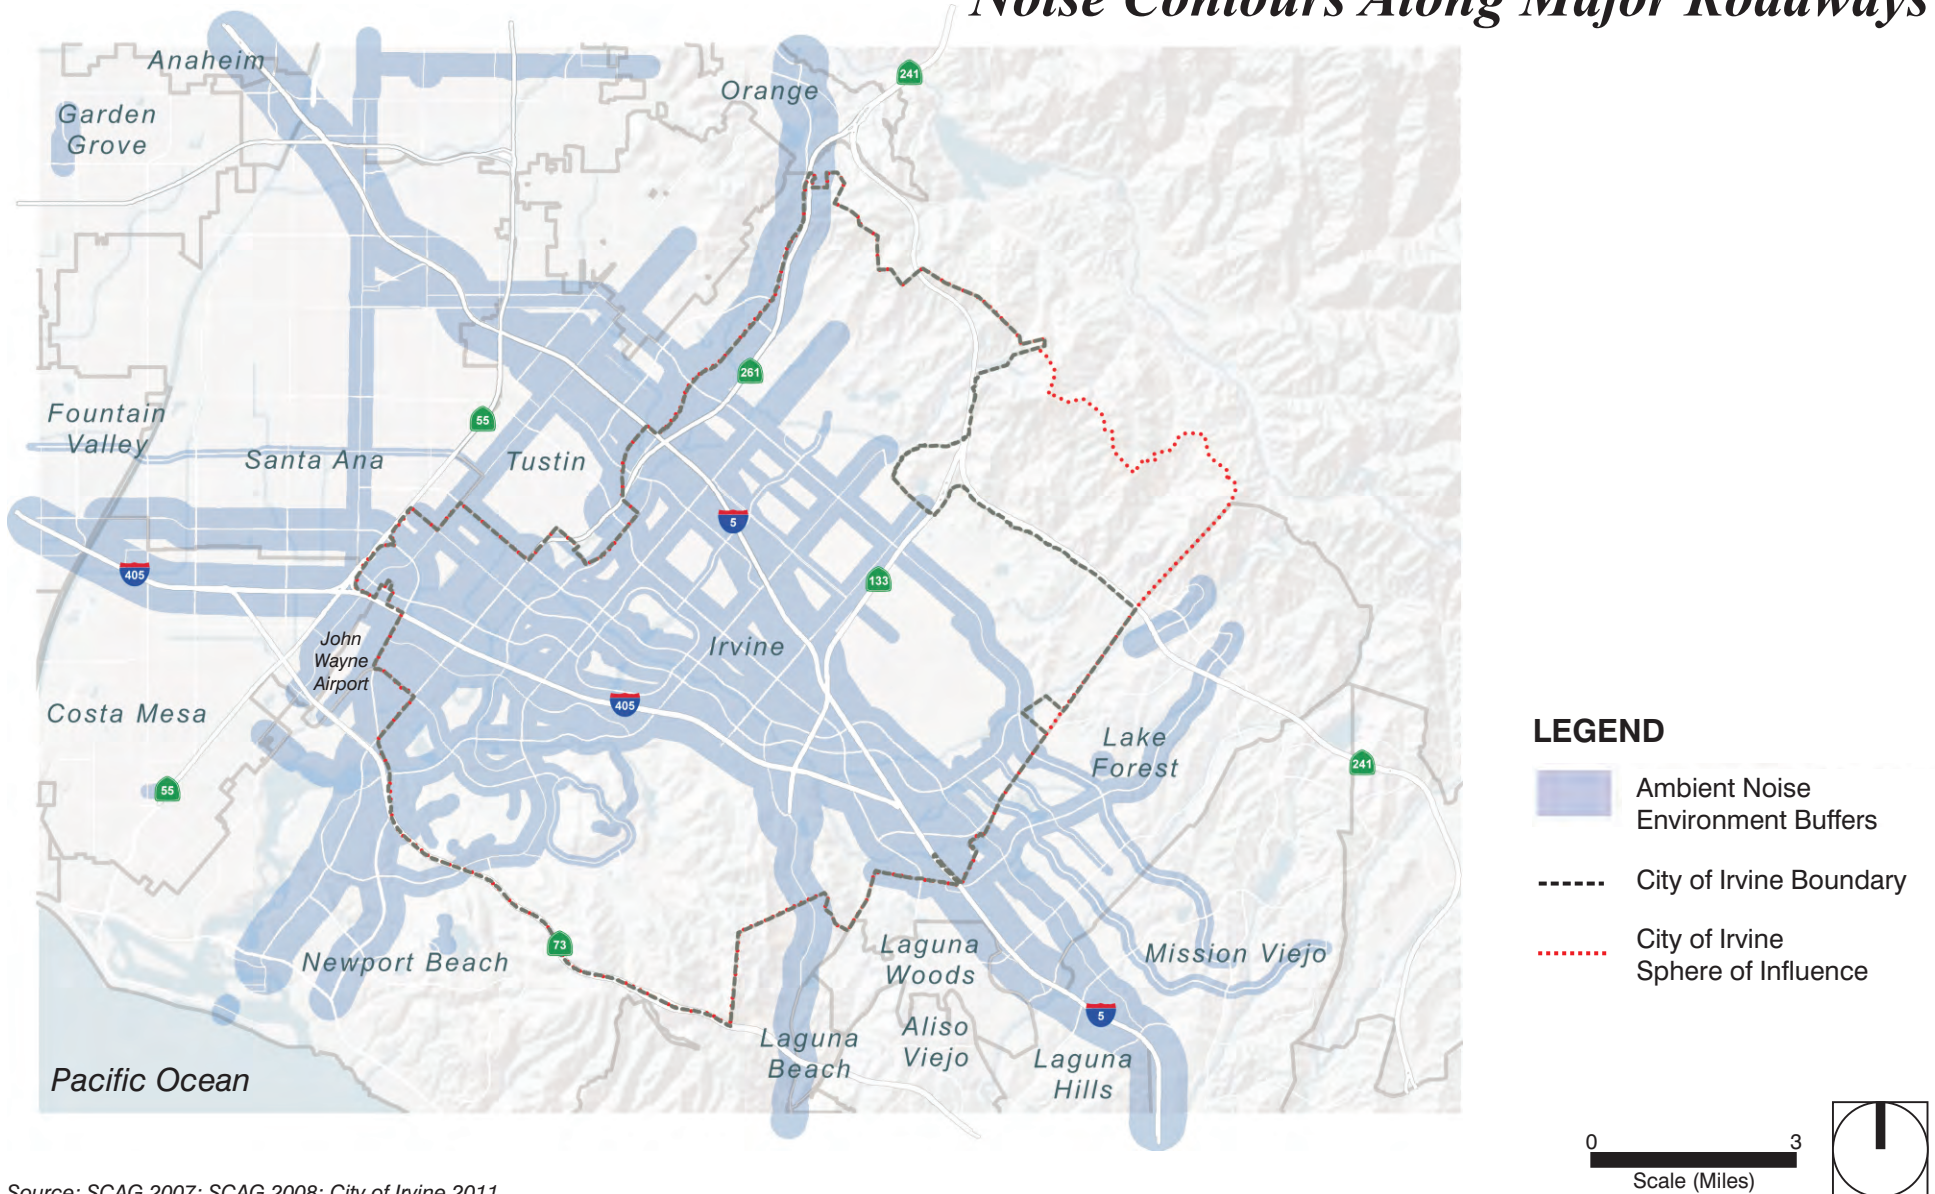 Noise Contours Along Major Roadways
Anaheim
Orange
241
Garden
Grove
261
Fountain
Valley
55
Santa Ana
Tustin
5
405
133
John
Wayne
Airport
Irvine
405
Costa Mesa
Lake
Forest
55
241
Newport Beach
73
Laguna
Woods
Mission Viejo
Aliso
Viejo
5
Laguna
Beach
Laguna
Hills
Pacific Ocean
LEGEND
Ambient Noise
Environment Buffers
City of Irvine Boundary
City of Irvine
Sphere of Influence
0 3
Scale (Miles)
Source: SCAG 2007; SCAG 2008; City of Irvine 2011